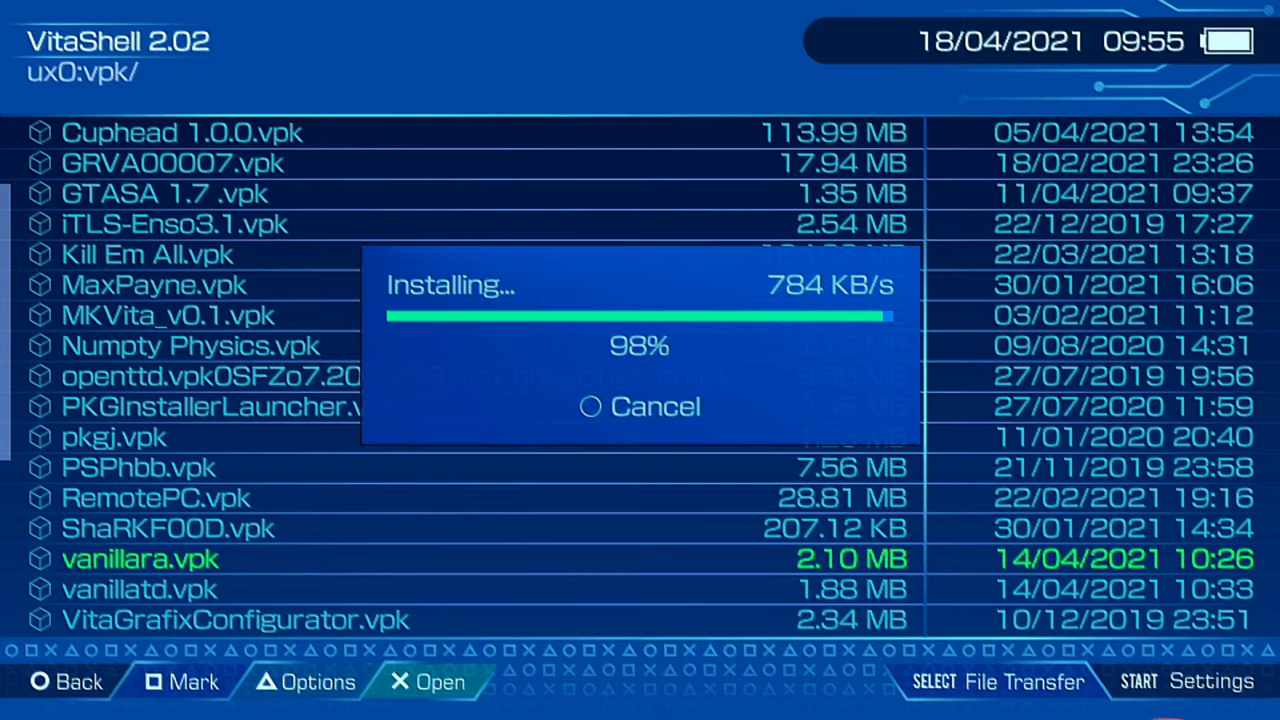 VitaShell 2.02
18/04/2021 09:55
ux0:vpk/
Cuphead 1.0.0.vpk 113.99 MB 05/04/2021 13:54
GRVA00007.vpk 17.94 MB 18/02/2021 23:26
GTASA 1.7 .vpk 1.35 MB 11/04/2021 09:37
iTLS-Enso3.1.vpk 2.54 MB 22/12/2019 17:27
Kill Em All.vpk 22/03/2021 13:18
MaxPayne.vpk 30/01/2021 16:06
MKVita_v0.1.vpk 03/02/2021 11:12
Numpty Physics.vpk 09/08/2020 14:31
openttd.vpk0SFZo7.20 27/07/2019 19:56
PKGInstallerLauncher.v 27/07/2020 11:59
pkgj.vpk 11/01/2020 20:40
PSPhbb.vpk 7.56 MB 21/11/2019 23:58
RemotePC.vpk 28.81 MB 22/02/2021 19:16
ShaRKF00D.vpk 207.12 KB 30/01/2021 14:34
vanillara.vpk 2.10 MB 14/04/2021 10:26
vanillatd.vpk 1.88 MB 14/04/2021 10:33
VitaGrafixConfigurator.vpk 2.34 MB 10/12/2019 23:51
Installing... 784 KB/s
98%
Cancel
Back Mark Options Open SELECT File Transfer START Settings